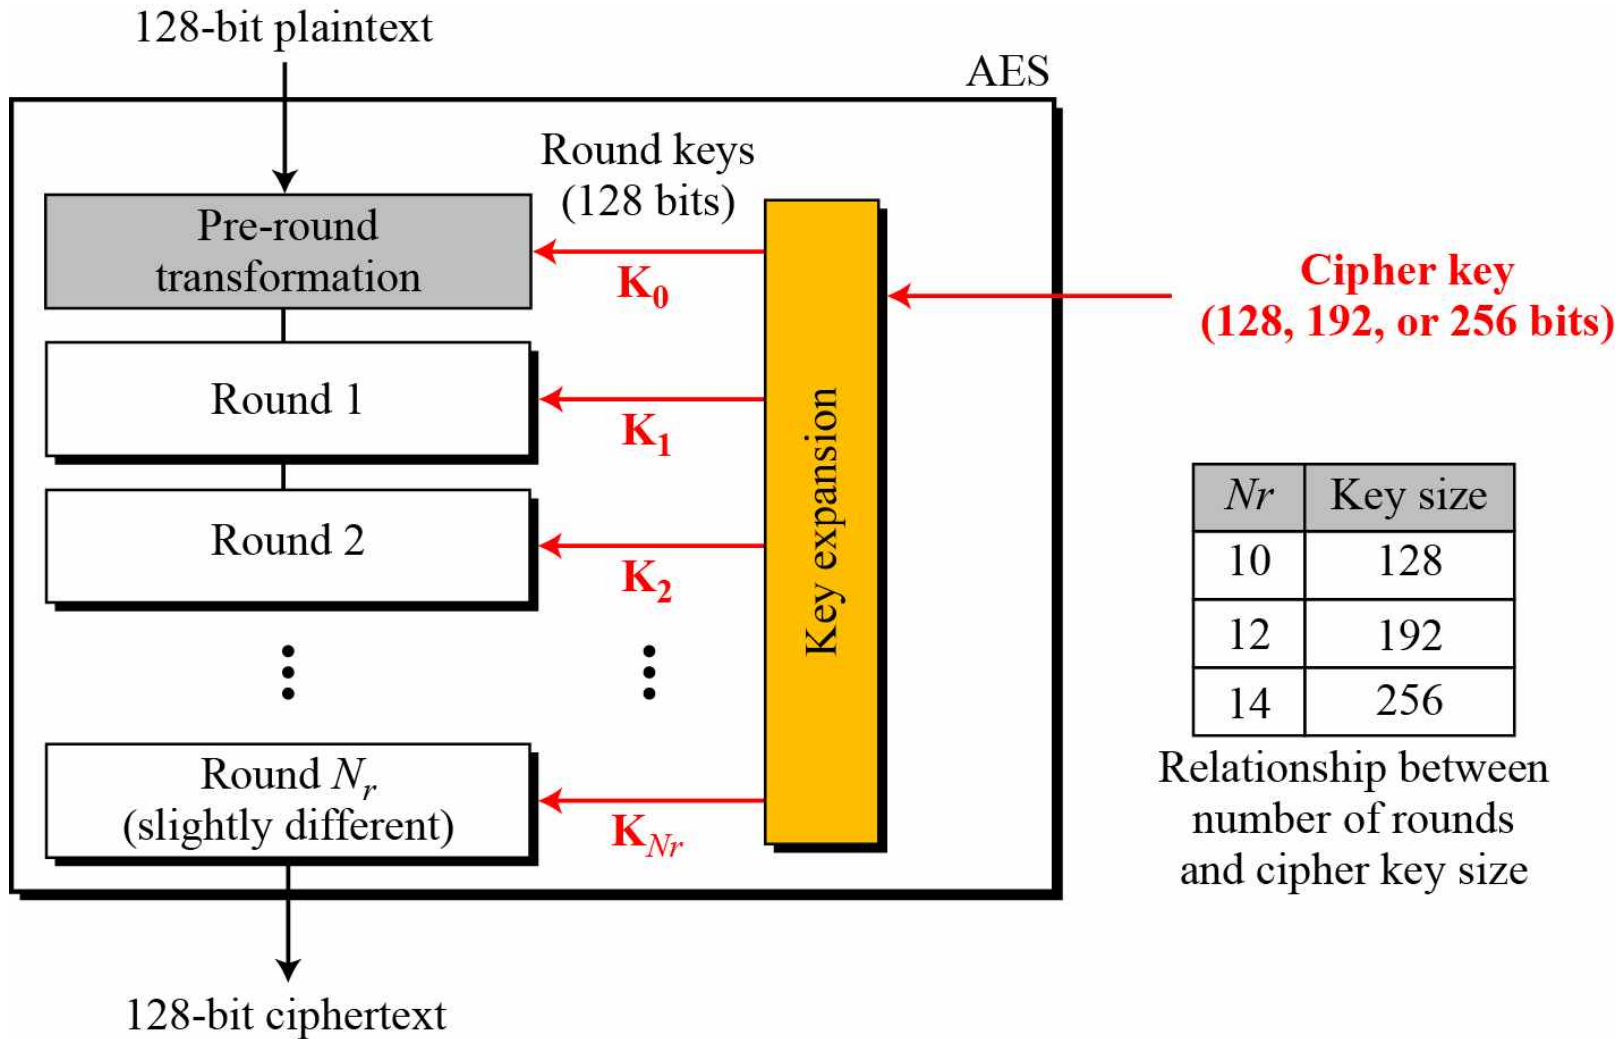 128-bit plaintext
AES
Round keys
(128 bits)
Pre-round
transformation
K0
Cipher key
(128, 192, or 256 bits)
Round 1
K1
Key expansion
Round 2
K2
Nr Key size
10 128
12 192
14 256
Relationship between
number of rounds
and cipher key size
Round Nr
(slightly different)
KNr
128-bit ciphertext